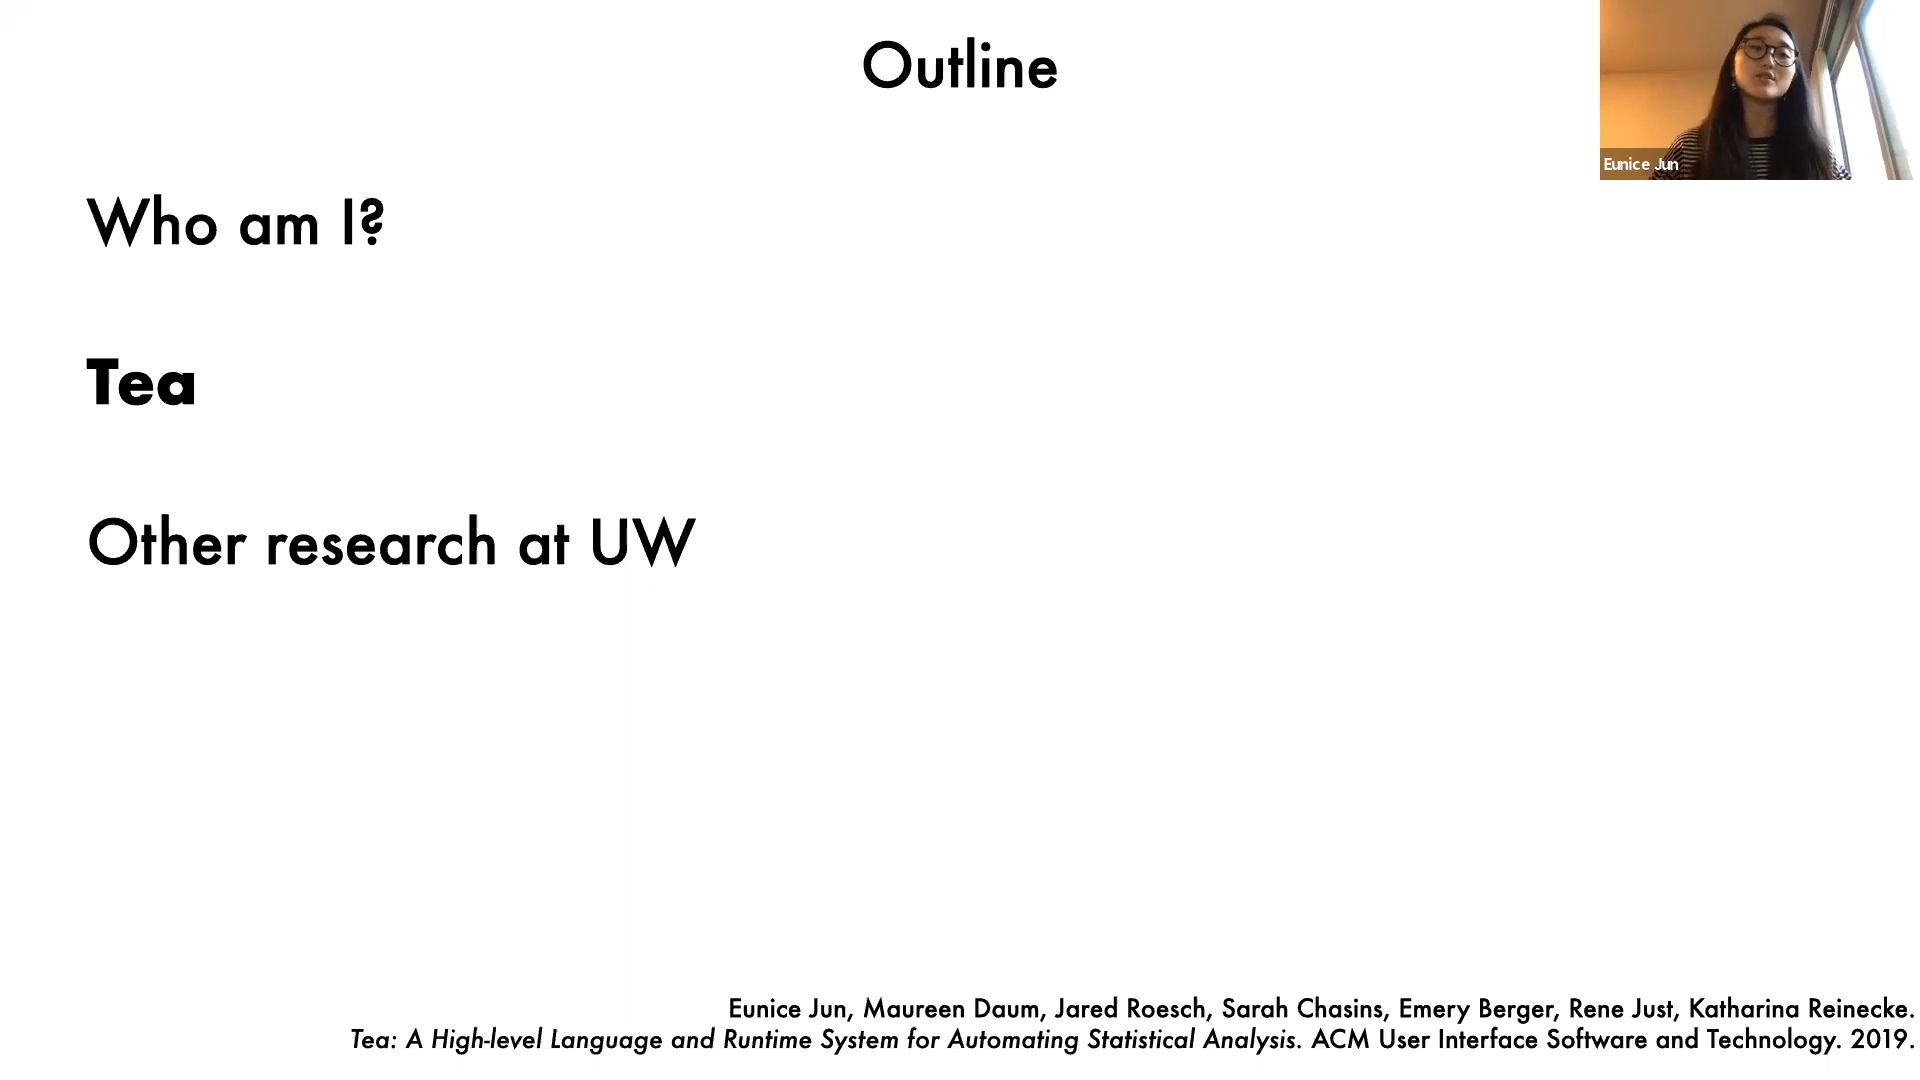 Outline
Eunice Jun
Who am I?
Tea
Other research at UW
Eunice Jun, Maureen Daum, Jared Roesch, Sarah Chasins, Emery Berger, Rene Just, Katharina Reinecke.
Tea: A High-level Language and Runtime System for Automating Statistical Analysis. ACM User Interface Software and Technology. 2019.